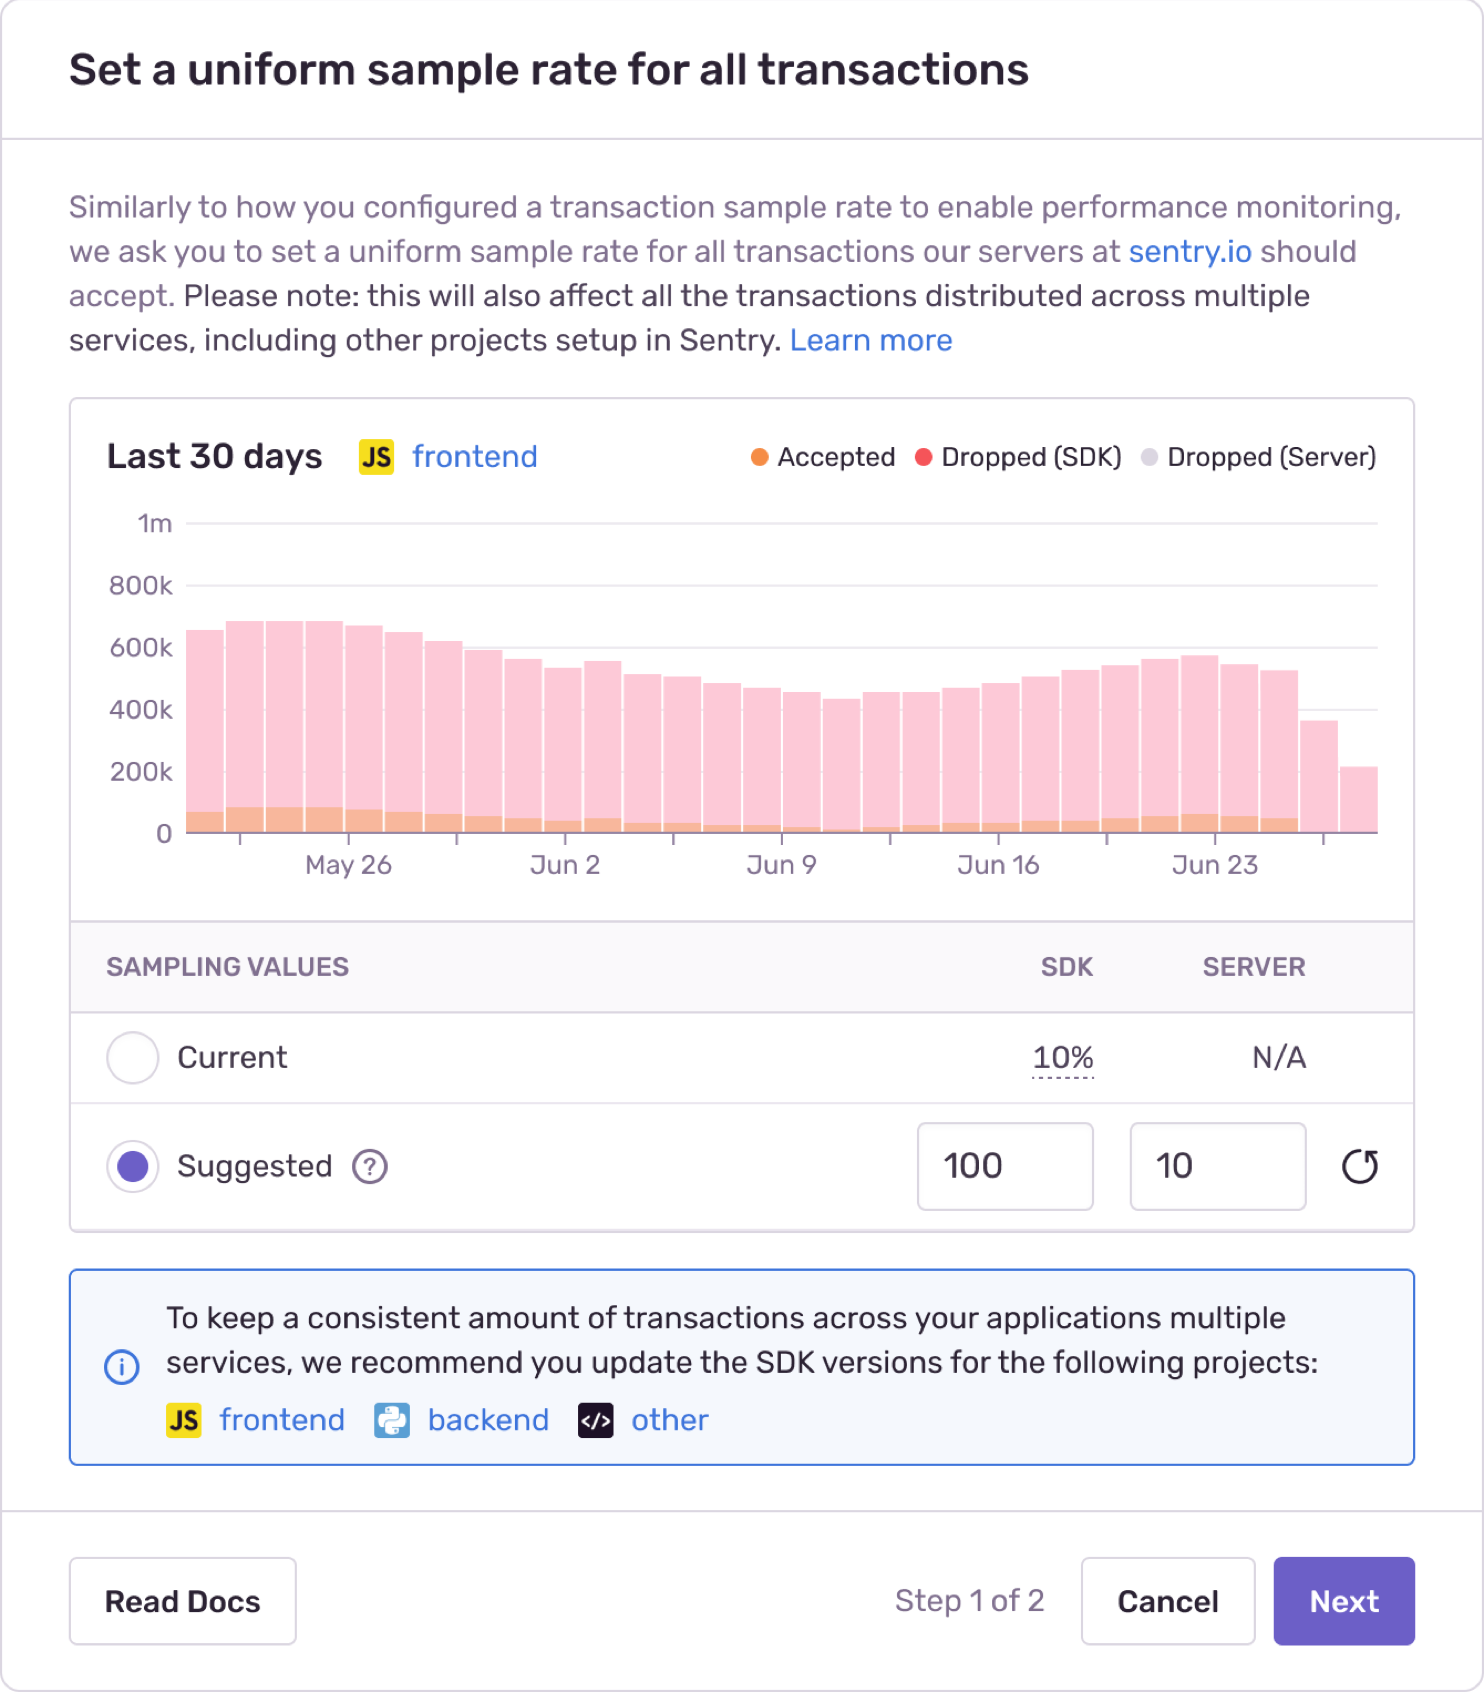 Set a uniform sample rate for all transactions
Similarly to how you configured a transaction sample rate to enable performance monitoring,
we ask you to set a uniform sample rate for all transactions our servers at sentry.io should
accept. Please note: this will also affect all the transactions distributed across multiple
services, including other projects setup in Sentry. Learn more
Last 30 days JS frontend Accepted Dropped (SDK) Dropped (Server)
1m
800k
600k
400k
200k
0
May 26 Jun 2 Jun 9 Jun 16 Jun 23
SAMPLING VALUES SDK SERVER
Current 10% N/A
Suggested ? 100 10
To keep a consistent amount of transactions across your applications multiple
services, we recommend you update the SDK versions for the following projects:
JS frontend backend </> other
Read Docs Step 1 of 2 Cancel Next